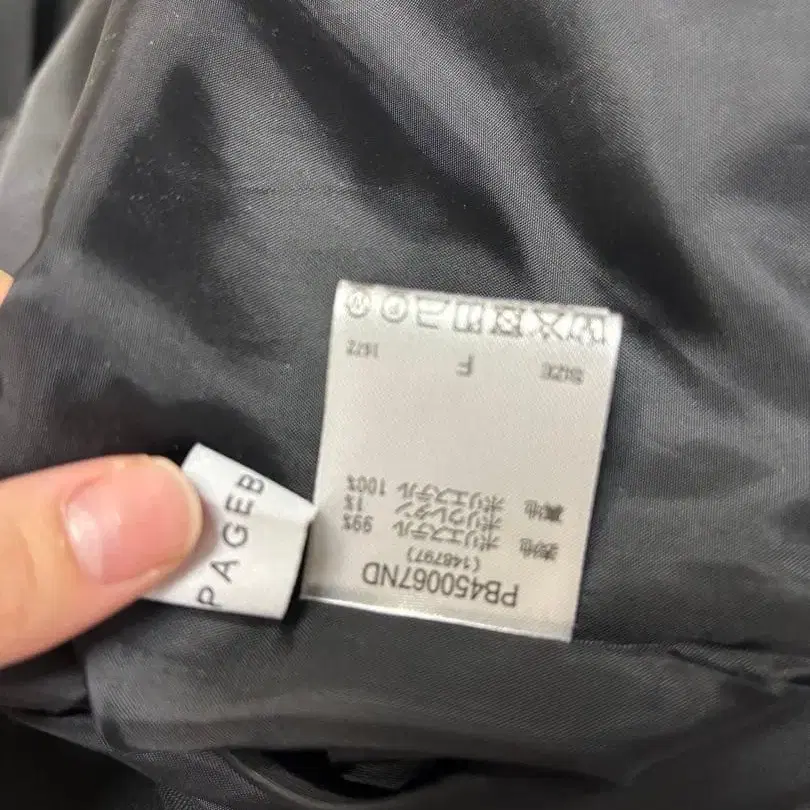 PB450067ND
(148797)
表地 ポリエステル 99%
ポリウレタン 1%
裏地 ポリエステル 100%
SIZE F 1672
PAGEB